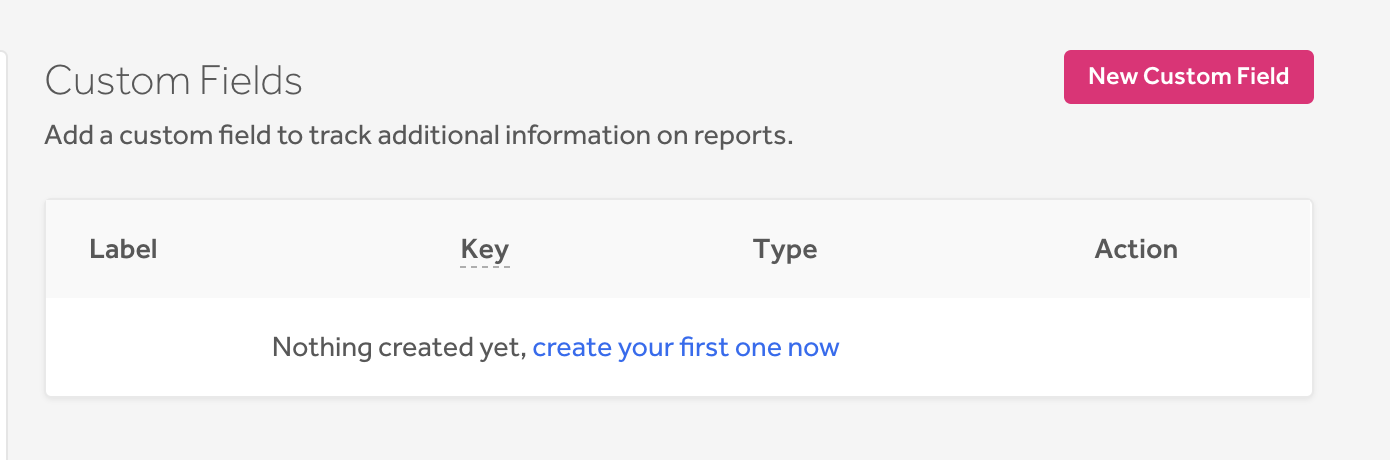 Custom Fields
New Custom Field
Add a custom field to track additional information on reports.
Label Key Type Action
Nothing created yet, create your first one now